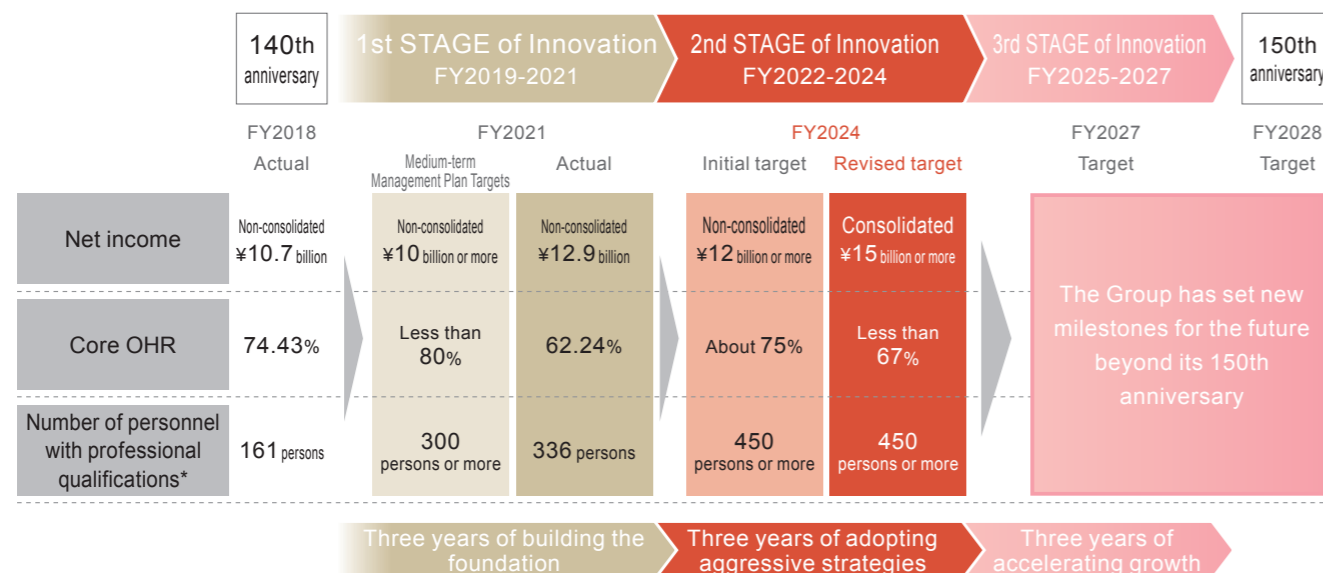 140th
anniversary
1st STAGE of Innovation
FY2019-2021
2nd STAGE of Innovation
FY2022-2024
3rd STAGE of Innovation
FY2025-2027
150th
anniversary
FY2018
Actual
FY2021
Medium-term
Management Plan Targets
Actual
FY2024
Initial target
Revised target
FY2027
Target
FY2028
Target
Net income
Non-consolidated
¥10.7 billion
Non-consolidated
¥10 billion or more
Non-consolidated
¥12.9 billion
Non-consolidated
¥12 billion or more
Consolidated
¥15 billion or more
Core OHR
74.43%
Less than
80%
62.24%
About 75%
Less than
67%
Number of personnel
with professional
qualifications*
161 persons
300
persons or more
336 persons
450
persons or more
450
persons or more
The Group has set new
milestones for the future
beyond its 150th
anniversary
Three years of building the
foundation
Three years of adopting
aggressive strategies
Three years of
accelerating growth